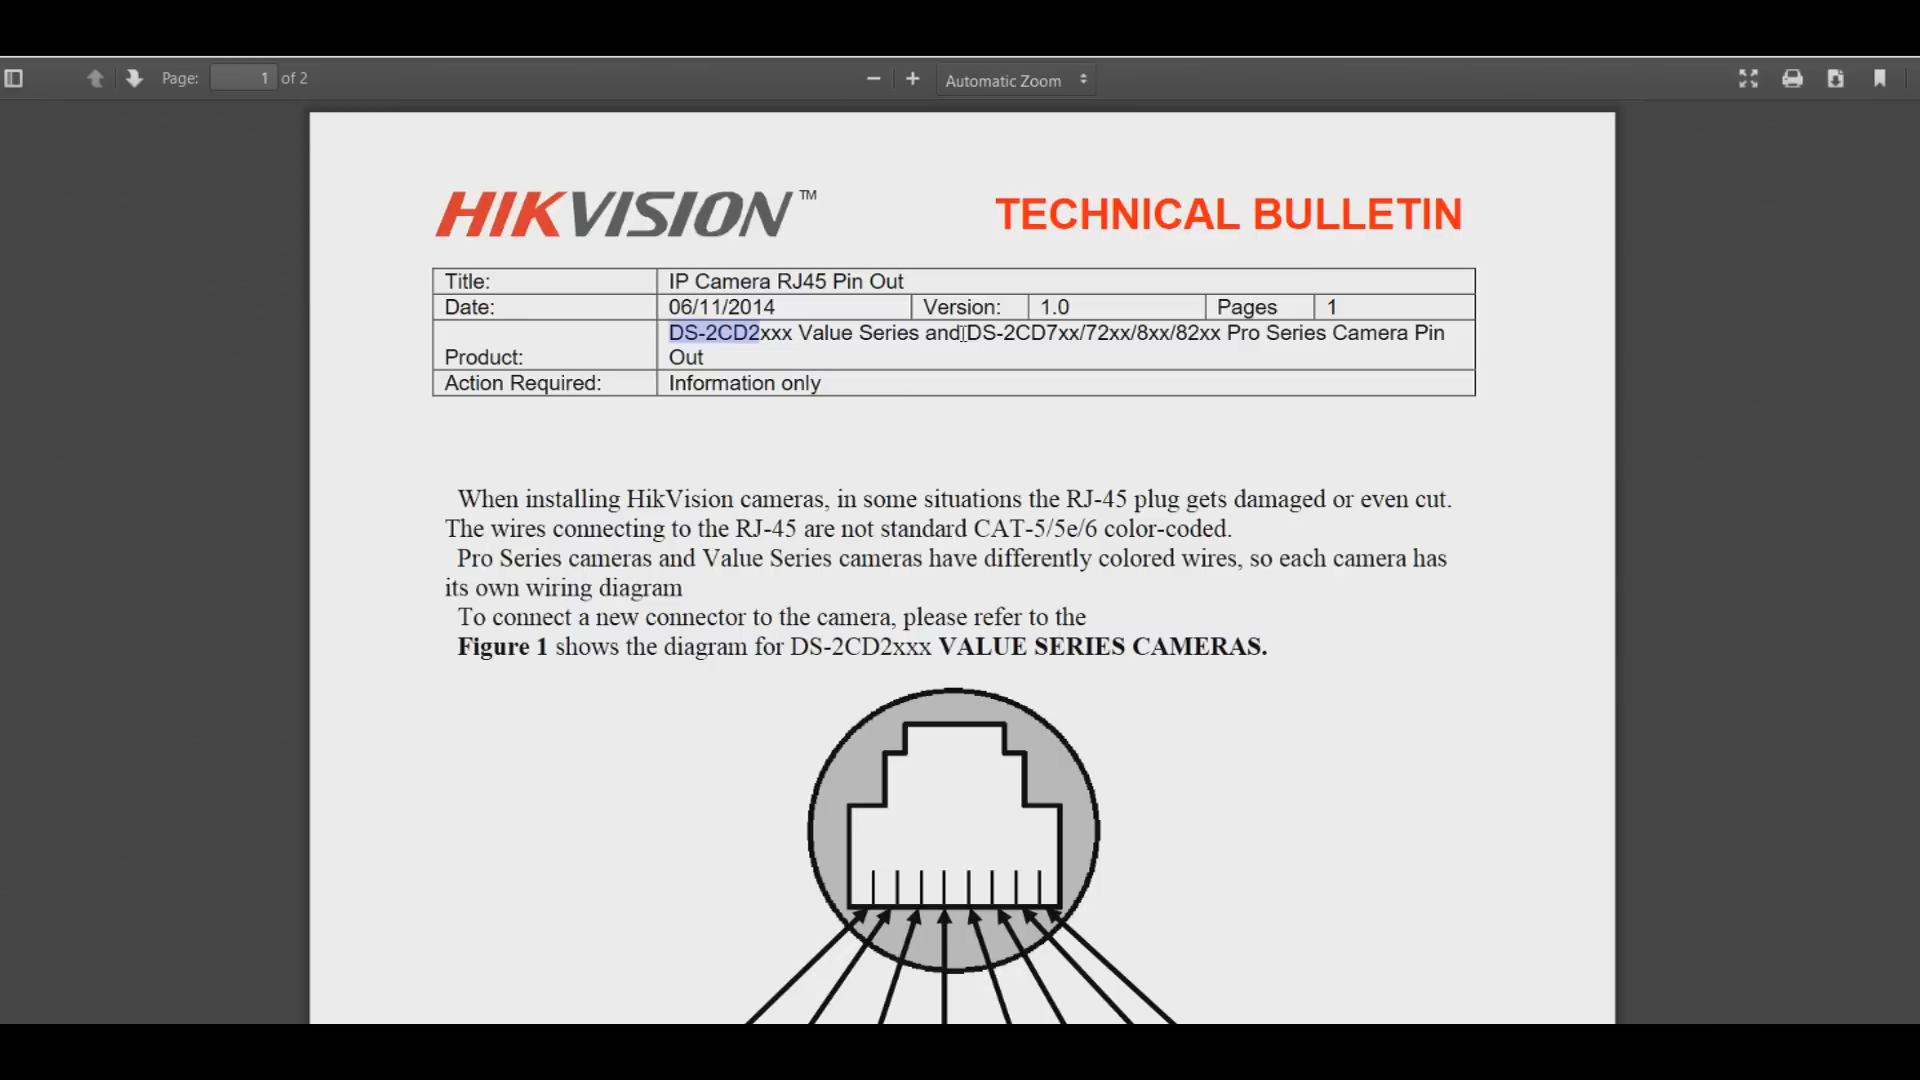 Page: 1 of 2
Automatic Zoom
HIKVISION™
TECHNICAL BULLETIN
Title: IP Camera RJ45 Pin Out
Date: 06/11/2014 Version: 1.0 Pages 1
DS-2CD2xxx Value Series and DS-2CD7xx/72xx/8xx/82xx Pro Series Camera Pin
Product: Out
Action Required: Information only
When installing HikVision cameras, in some situations the RJ-45 plug gets damaged or even cut.
The wires connecting to the RJ-45 are not standard CAT-5/5e/6 color-coded.
Pro Series cameras and Value Series cameras have differently colored wires, so each camera has
its own wiring diagram
To connect a new connector to the camera, please refer to the
Figure 1 shows the diagram for DS-2CD2xxx VALUE SERIES CAMERAS.